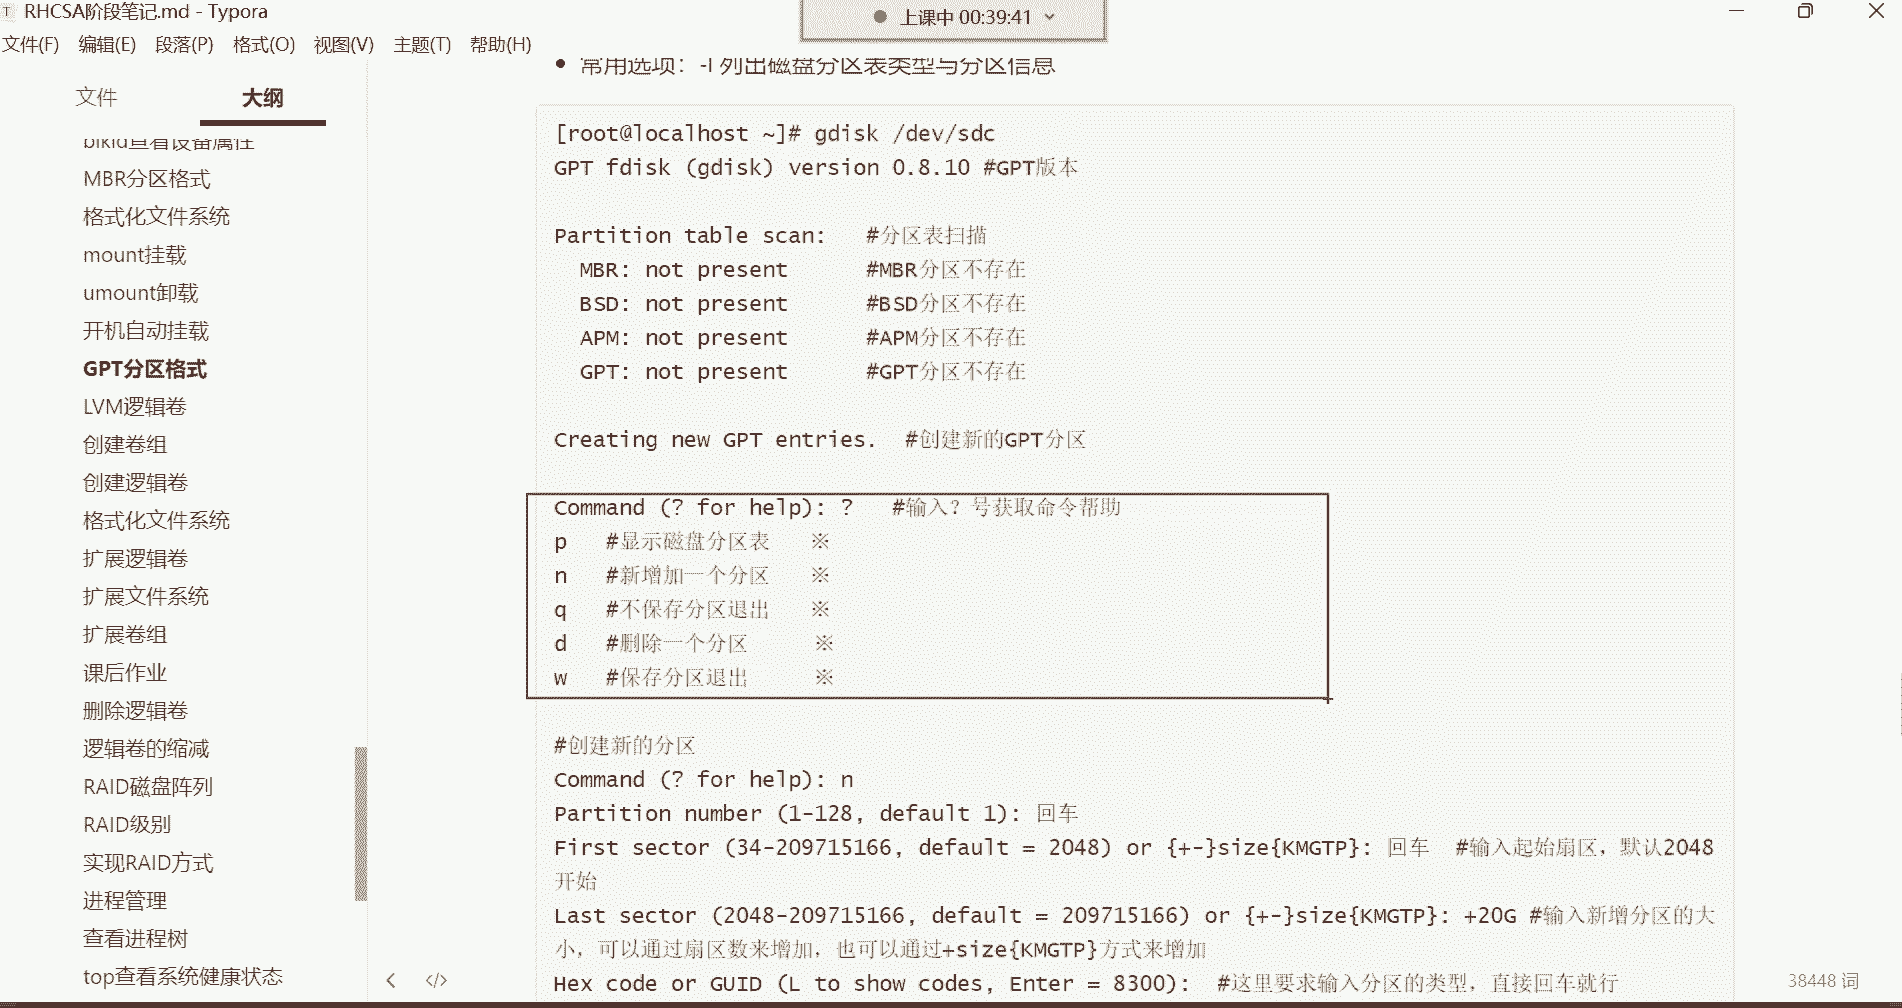 RHCSA阶段笔记.md - Typora
上课中 00:39:41
文件(F) 编辑(E) 段落(P) 格式(O) 视图(V) 主题(T) 帮助(H)
文件 大纲
blkid查看设备属性
MBR分区格式
格式化文件系统
mount挂载
umount卸载
开机自动挂载
GPT分区格式
LVM逻辑卷
创建卷组
创建逻辑卷
格式化文件系统
扩展逻辑卷
扩展文件系统
扩展卷组
课后作业
删除逻辑卷
逻辑卷的缩减
RAID磁盘阵列
RAID级别
实现RAID方式
进程管理
查看进程树
top查看系统健康状态
常用选项：-l 列出磁盘分区表类型与分区信息
[root@localhost ~]# gdisk /dev/sdc
GPT fdisk (gdisk) version 0.8.10 #GPT版本
Partition table scan: #分区表扫描
MBR: not present #MBR分区不存在
BSD: not present #BSD分区不存在
APM: not present #APM分区不存在
GPT: not present #GPT分区不存在
Creating new GPT entries. #创建新的GPT分区
Command (? for help): ? #输入？号获取命令帮助
p #显示磁盘分区表 ※
n #新增加一个分区 ※
q #不保存分区退出 ※
d #删除一个分区 ※
w #保存分区退出 ※
#创建新的分区
Command (? for help): n
Partition number (1-128, default 1): 回车
First sector (34-209715166, default = 2048) or {+-}size{KMGTP}: 回车 #输入起始扇区，默认2048
开始
Last sector (2048-209715166, default = 209715166) or {+-}size{KMGTP}: +20G #输入新增分区的大
小，可以通过扇区数来增加，也可以通过+size{KMGTP}方式来增加
Hex code or GUID (L to show codes, Enter = 8300): #这里要求输入分区的类型，直接回车就行
38448 词